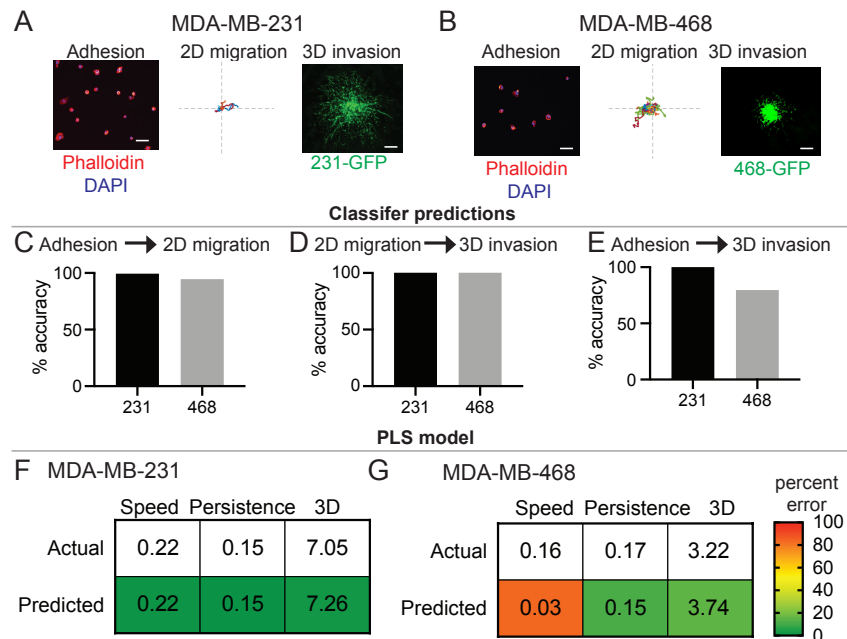 A MDA-MB-231
Adhesion 2D migration 3D invasion
Phalloidin
DAPI
231-GFP
B MDA-MB-468
Adhesion 2D migration 3D invasion
Phalloidin
DAPI
468-GFP
Classifer predictions
C Adhesion 2D migration
% accuracy
100
50
0
231 468
D 2D migration 3D invasion
% accuracy
100
50
0
231 468
E Adhesion 3D invasion
% accuracy
100
50
0
231 468
PLS model
F MDA-MB-231
Speed Persistence 3D
Actual 0.22 0.15 7.05
Predicted 0.22 0.15 7.26
G MDA-MB-468
Speed Persistence 3D
Actual 0.16 0.17 3.22
Predicted 0.03 0.15 3.74
percent
error
100
80
60
40
20
0